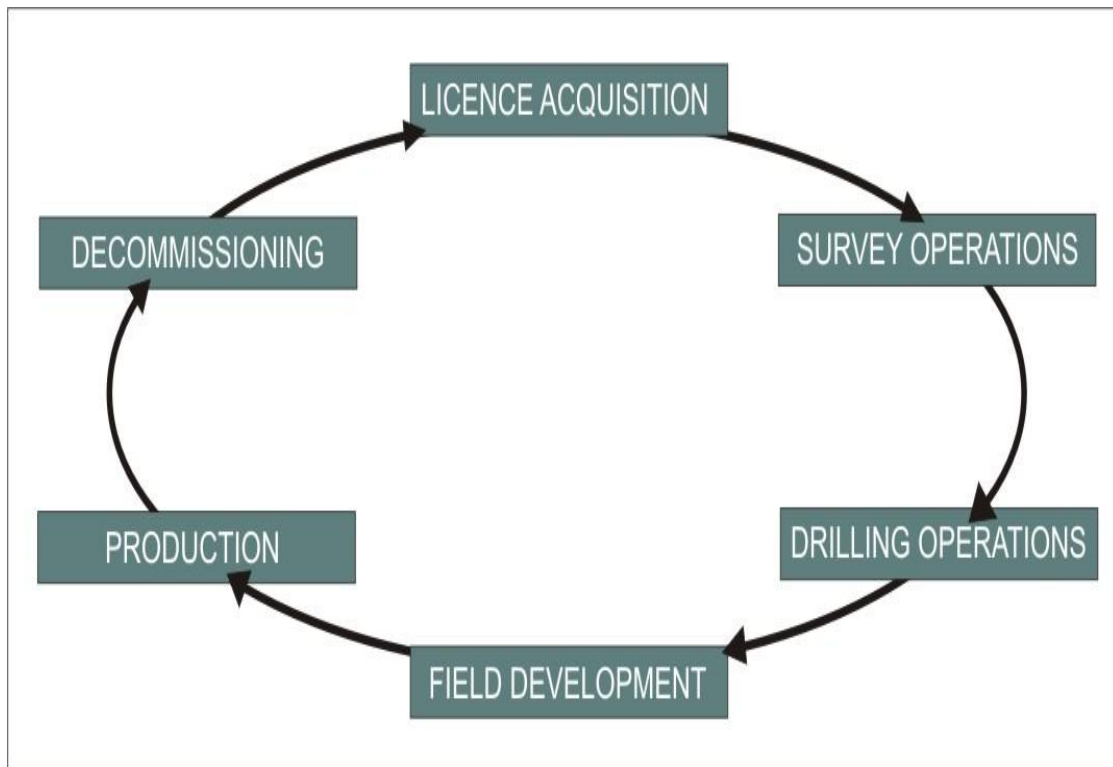 LICENCE ACQUISITION
SURVEY OPERATIONS
DRILLING OPERATIONS
FIELD DEVELOPMENT
PRODUCTION
DECOMMISSIONING